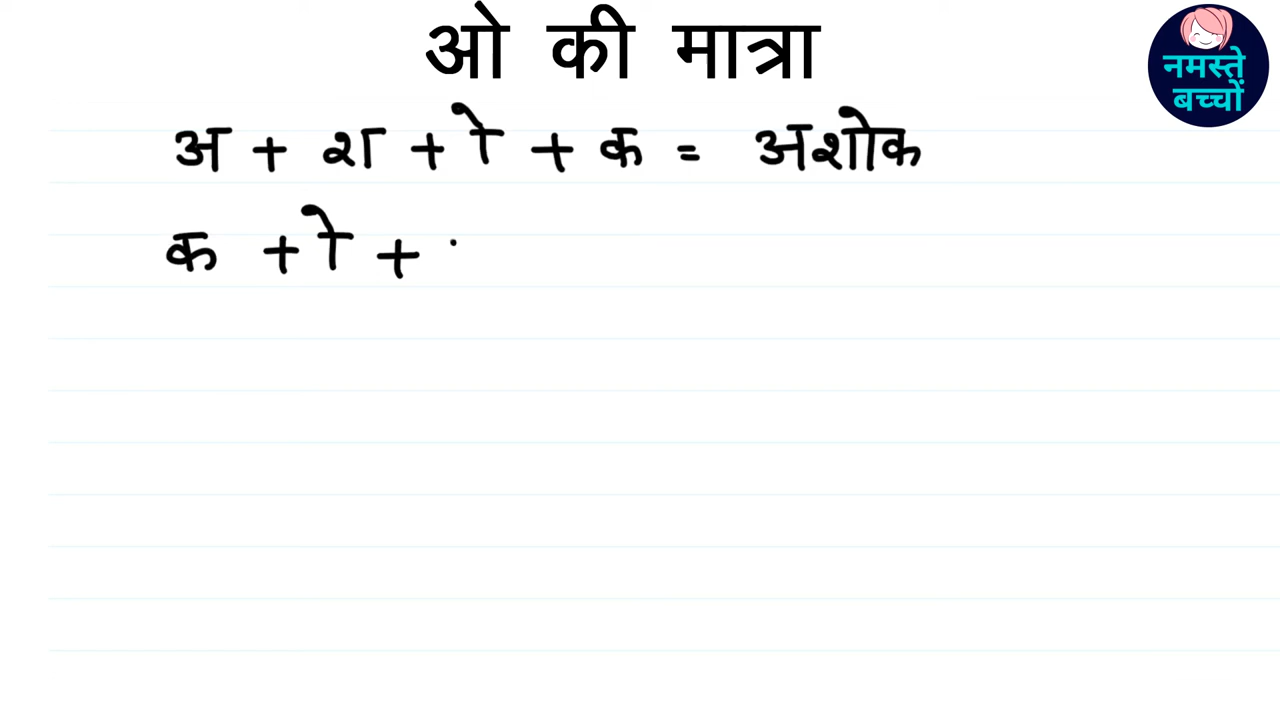 ओ की मात्रा
नमस्ते
बच्चों
अ + श + ो + क = अशोक
क + ो +